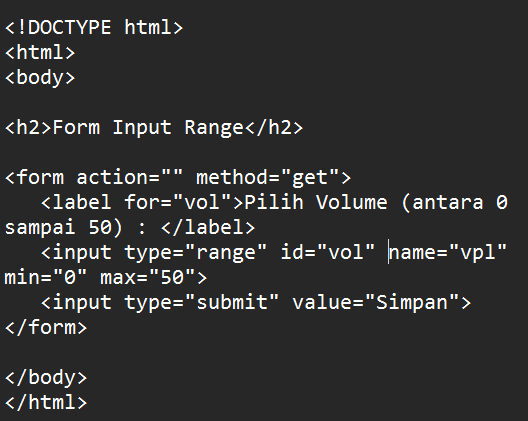 <!DOCTYPE html>
<html>
<body>
<h2>Form Input Range</h2>
<form action="" method="get">
<label for="vol">Pilih Volume (antara 0
sampai 50) : </label>
<input type="range" id="vol" name="vpl"
min="0" max="50">
<input type="submit" value="Simpan">
</form>
</body>
</html>